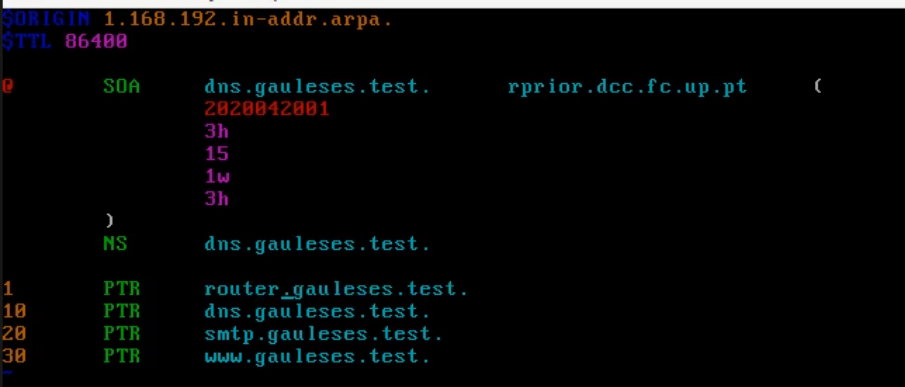 $ORIGIN 1.168.192.in-addr.arpa.
$TTL 86400
@ SOA dns.gauleses.test. rprior.dcc.fc.up.pt (
2020042001
3h
15
1w
3h
)
NS dns.gauleses.test.
1 PTR router.gauleses.test.
10 PTR dns.gauleses.test.
20 PTR smtp.gauleses.test.
30 PTR www.gauleses.test.
~